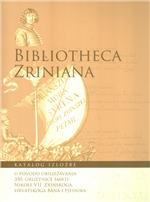 BIBLIOTHECA
ZRINIANA
KATALOG IZLOŽBE
U POVODU OBILJEŽAVANJA
350. OBLJETNICE SMRTI
NIKOLE VII. ZRINSKOGA,
HRVATSKOGA BANA I PJESNIKA